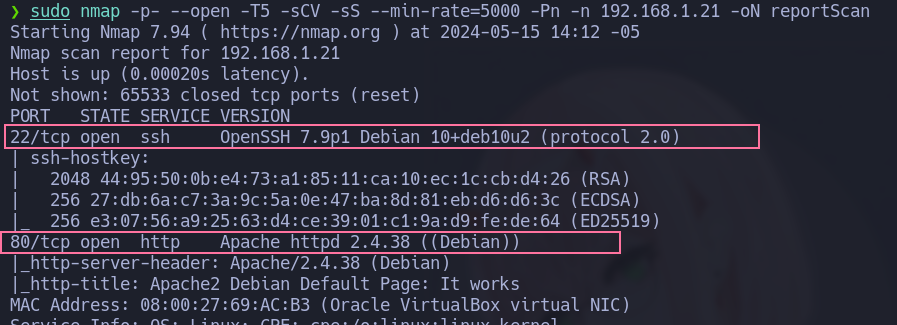 ❯ sudo nmap -p- --open -T5 -sCV -sS --min-rate=5000 -Pn -n 192.168.1.21 -oN reportScan
Starting Nmap 7.94 ( https://nmap.org ) at 2024-05-15 14:12 -05
Nmap scan report for 192.168.1.21
Host is up (0.00020s latency).
Not shown: 65533 closed tcp ports (reset)
PORT   STATE SERVICE VERSION
22/tcp open  ssh     OpenSSH 7.9p1 Debian 10+deb10u2 (protocol 2.0)
| ssh-hostkey:
|   2048 44:95:50:0b:e4:73:a1:85:11:ca:10:ec:1c:cb:d4:26 (RSA)
|   256 27:db:6a:c7:3a:9c:5a:0e:47:ba:8d:81:eb:d6:d6:3c (ECDSA)
|_  256 e3:07:56:a9:25:63:d4:ce:39:01:c1:9a:d9:fe:de:64 (ED25519)
80/tcp open  http    Apache httpd 2.4.38 ((Debian))
|_http-server-header: Apache/2.4.38 (Debian)
|_http-title: Apache2 Debian Default Page: It works
MAC Address: 08:00:27:69:AC:B3 (Oracle VirtualBox virtual NIC)
Service Info: OS: Linux; CPE: cpe:/o:linux:linux_kernel